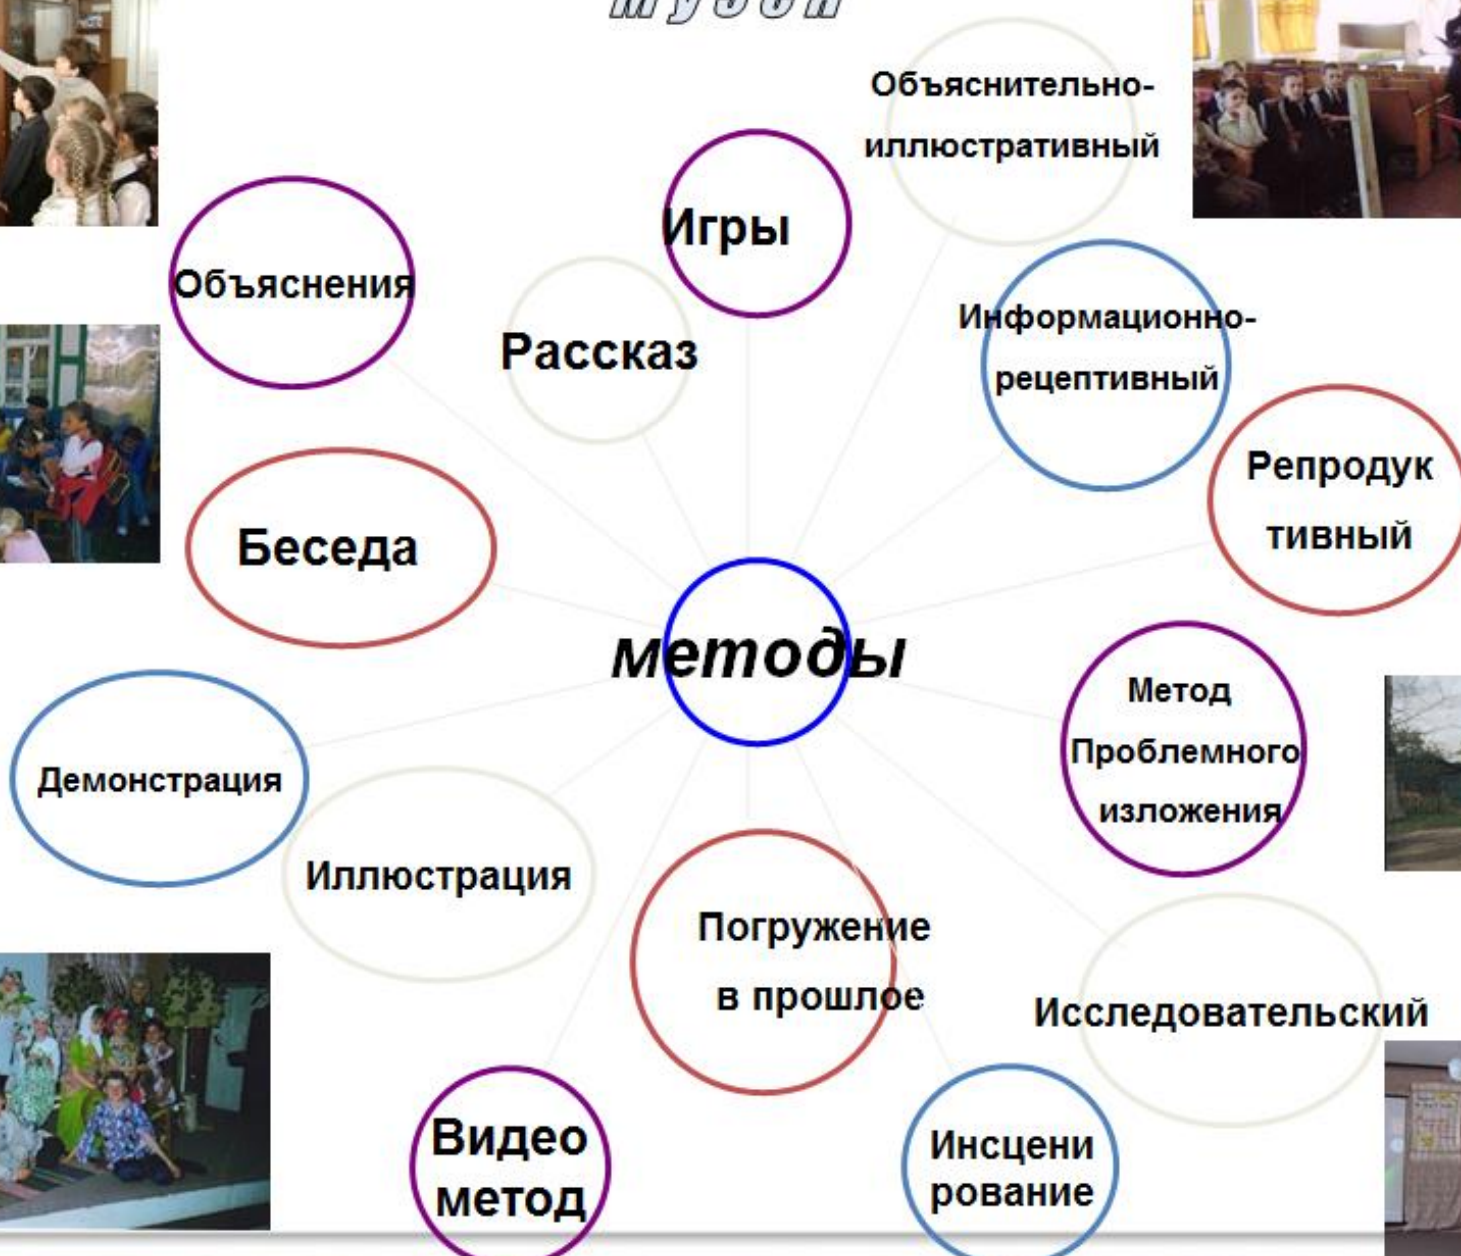 Объяснительно-
иллюстративный
Игры
Объяснения
Рассказ
Информационно-
рецептивный
Репродук
тивный
Беседа
методы
Метод
Проблемного
изложения
Демонстрация
Иллюстрация
Погружение
в прошлое
Исследовательский
Видео
метод
Инсцени
рование